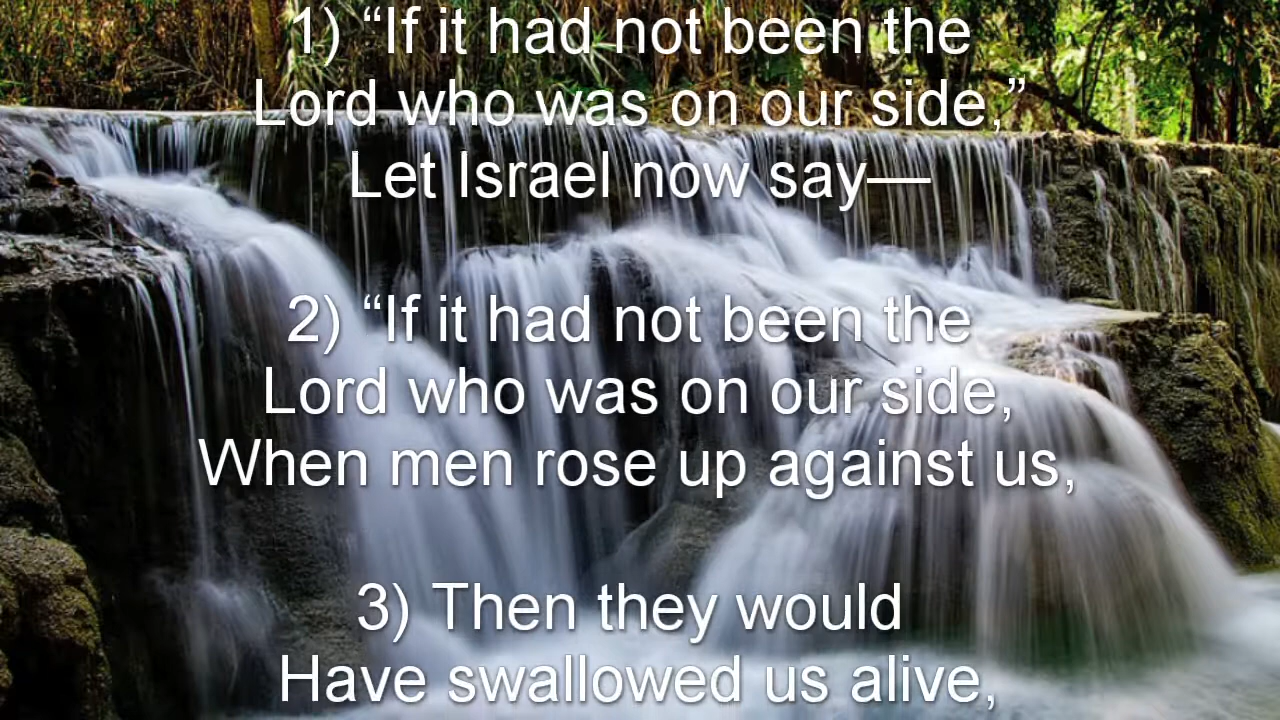 1) “If it had not been the
Lord who was on our side,”
Let Israel now say—
2) “If it had not been the
Lord who was on our side,
When men rose up against us,
3) Then they would
Have swallowed us alive,